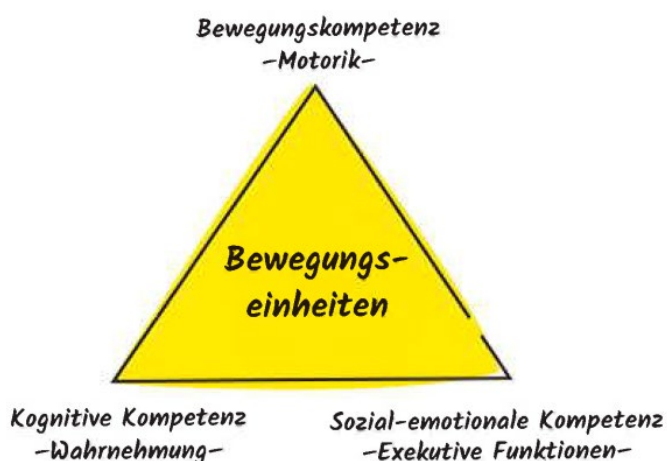 Bewegungskompetenz
–Motorik–
Bewegungs-
einheiten
Kognitive Kompetenz
–Wahrnehmung–
Sozial-emotionale Kompetenz
–Exekutive Funktionen–